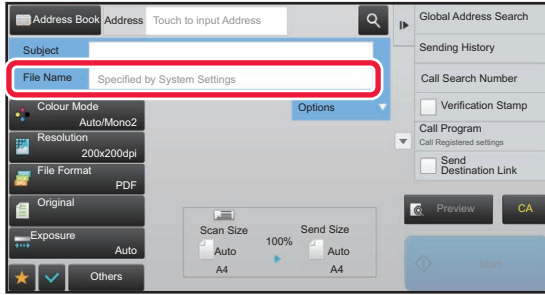 Address Book
Address
Touch to input Address
Subject
File Name
Specified by System Settings
Colour Mode
Auto/Mono2
Options
Resolution
200x200dpi
File Format
PDF
Original
Exposure
Auto
Others
Scan Size
100%
Send Size
Auto
Auto
A4
A4
Global Address Search
Sending History
Call Search Number
Verification Stamp
Call Program
Call Registered settings
Send
Destination Link
Preview
CA
Start